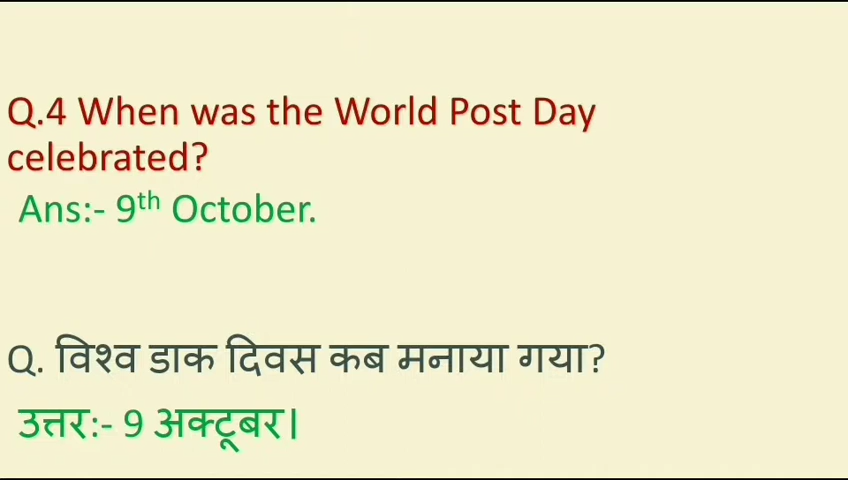 Q.4 When was the World Post Day
celebrated?
Ans:- 9th October.
Q. विश्व डाक दिवस कब मनाया गया?
उत्तर:- 9 अक्टूबर।